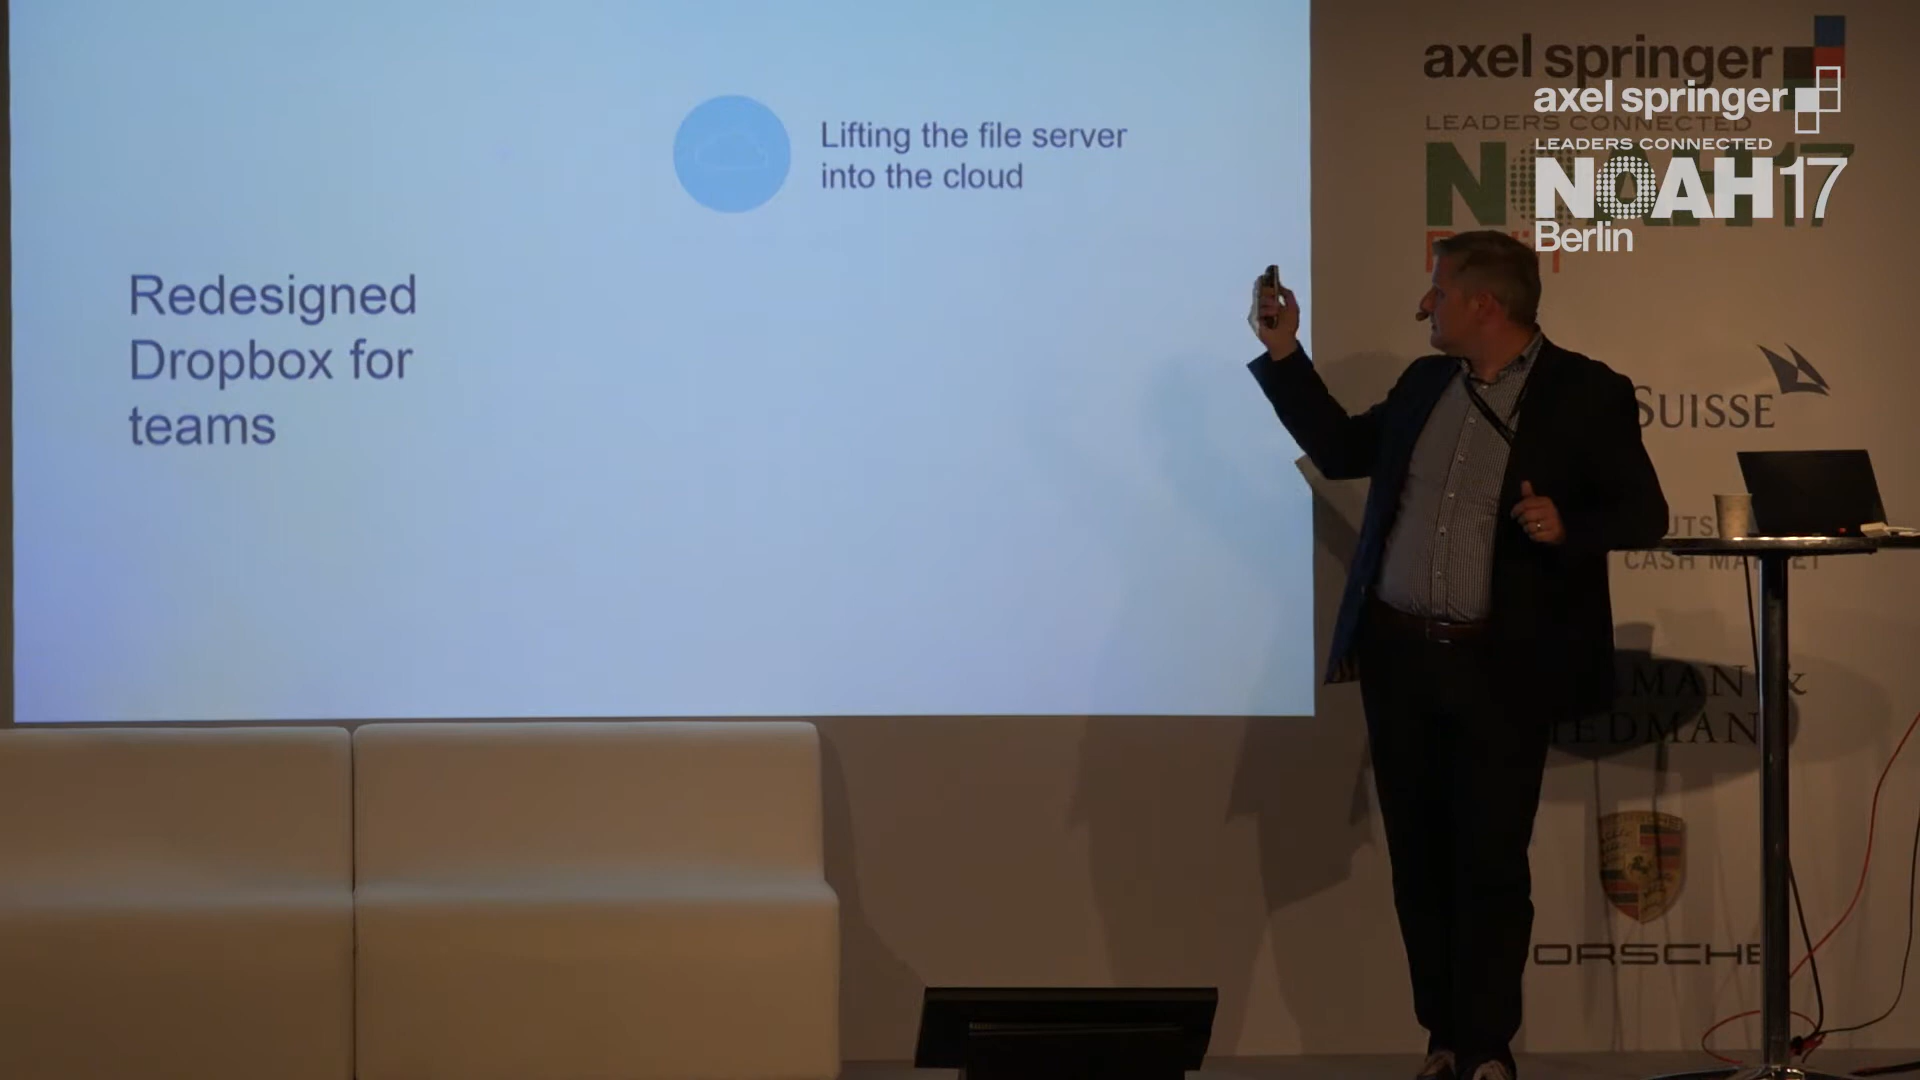 Lifting the file server
into the cloud
Redesigned
Dropbox for
teams
axel springer
LEADERS CONNECTED
axel springer
LEADERS CONNECTED
NOAH17
Berlin
SUISSE
CASH MARKET